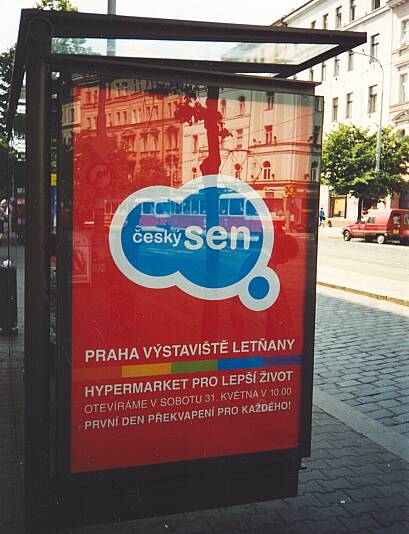 český sen
PRAHA VÝSTAVIŠTĚ LETŇANY
HYPERMARKET PRO LEPŠÍ ŽIVOT
OTEVÍRÁME V SOBOTU 31. KVĚTNA V 10.00
PRVNÍ DEN PŘEKVAPENÍ PRO KAŽDÉHO!